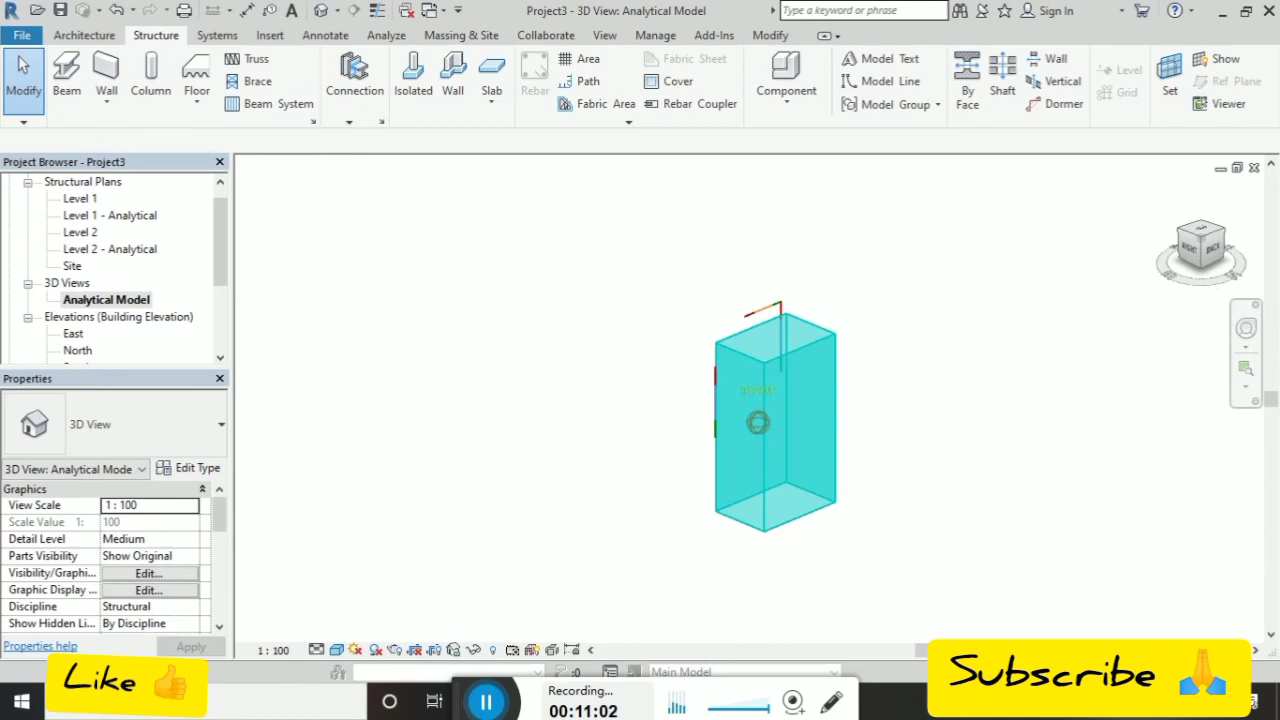 Project3 - 3D View: Analytical Model
Type a keyword or phrase
Sign In
File Architecture Structure Systems Insert Annotate Analyze Massing & Site Collaborate View Manage Add-Ins Modify
Modify Beam Wall Column Floor
Truss
Brace
Beam System
Connection
Isolated Wall Slab
Rebar
Area
Path
Fabric Area
Fabric Sheet
Cover
Rebar Coupler
Component
Model Text
Model Line
Model Group
By Face
Shaft
Wall
Vertical
Dormer
Level
Grid
Set
Show
Ref Plane
Viewer
Project Browser - Project3
Structural Plans
Level 1
Level 1 - Analytical
Level 2
Level 2 - Analytical
Site
3D Views
Analytical Model
Elevations (Building Elevation)
East
North
RIGHT BACK
Properties
3D View
3D View: Analytical Mode
Edit Type
Graphics
View Scale 1 : 100
Scale Value 1: 100
Detail Level Medium
Parts Visibility Show Original
Visibility/Graphi... Edit...
Graphic Display ... Edit...
Discipline Structural
Show Hidden Li... By Discipline
Properties help Apply
1 : 100
:0 Main Model
Like
Subscribe
Recording...
00:11:02